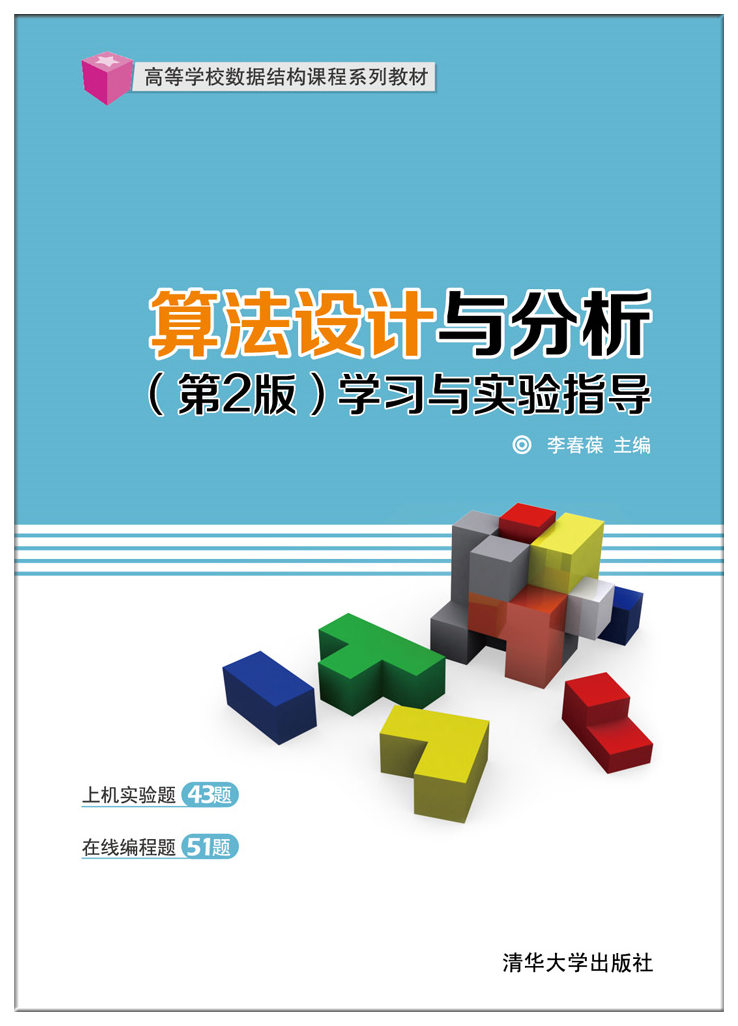 高等学校数据结构课程系列教材
算法设计与分析
（第2版）学习与实验指导
◎ 李春葆 主编
上机实验题 43题
在线编程题 51题
清华大学出版社